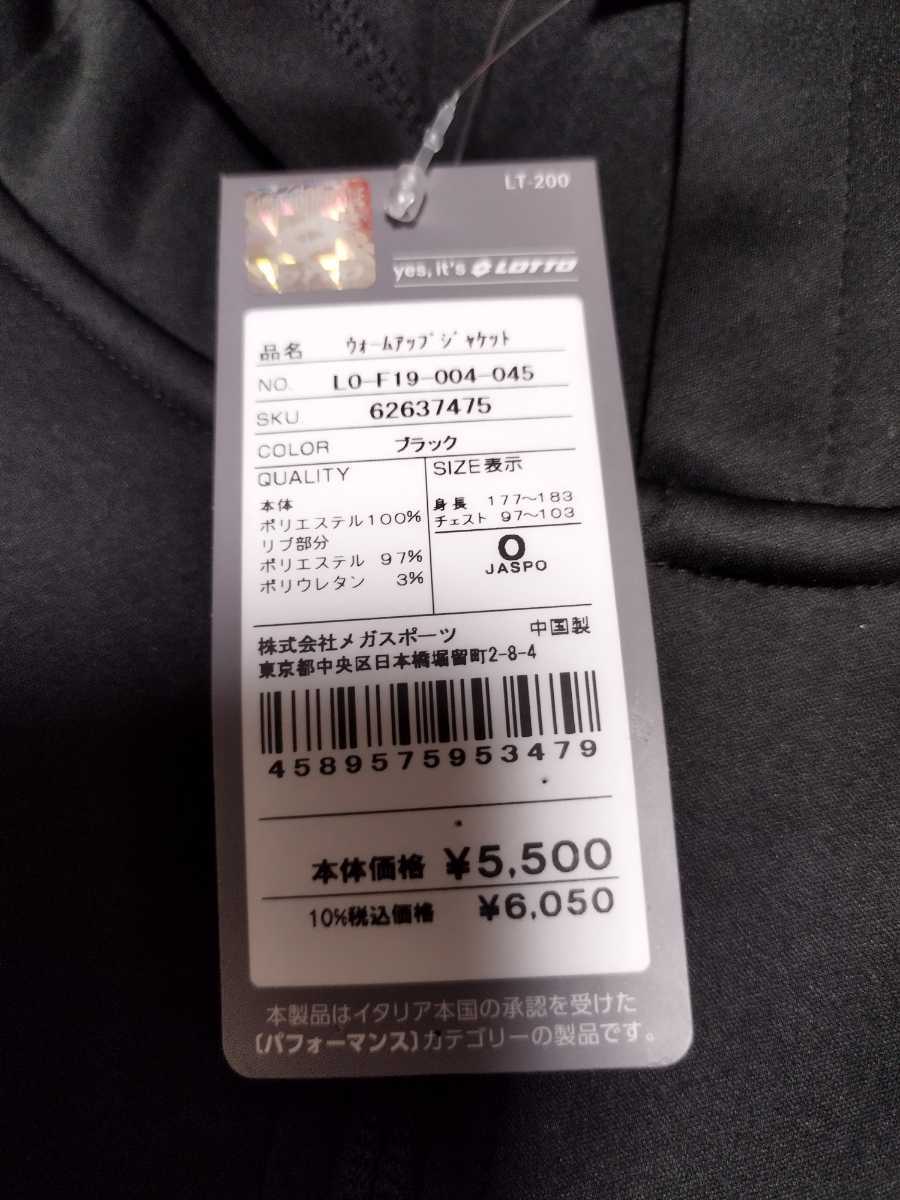 LT-200
yes, it's LOTTO
品名 ｳｫｰﾑｱｯﾌﾟｼﾞｬｹｯﾄ
NO. LO-F19-004-045
SKU. 62637475
COLOR ブラック
QUALITY
本体
ポリエステル100%
リブ部分
ポリエステル 97%
ポリウレタン 3%
SIZE表示
身長 177〜183
チェスト 97〜103
O
JASPO
株式会社メガスポーツ 中国製
東京都中央区日本橋堀留町2-8-4
4589575953479
本体価格 ¥5,500
10%税込価格 ¥6,050
本製品はイタリア本国の承認を受けた
[パフォーマンス]カテゴリーの製品です。